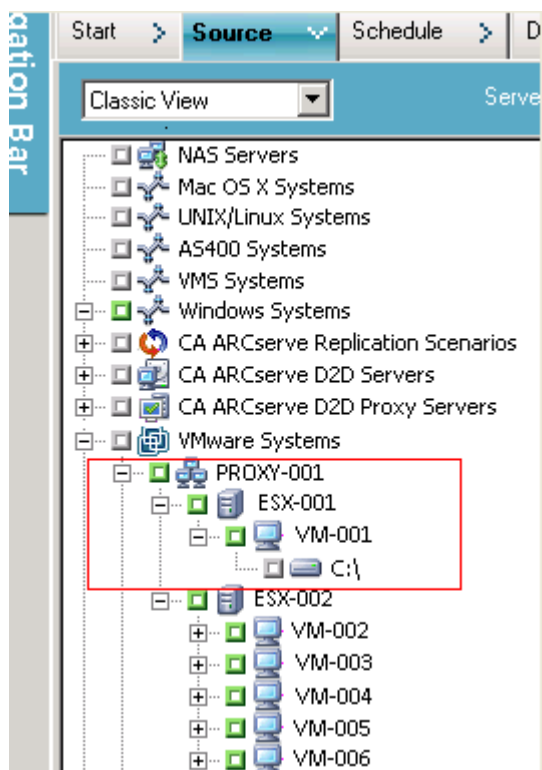 Start > Source Schedule > D
Classic View
Serve
gation Bar
NAS Servers
Mac OS X Systems
UNIX/Linux Systems
AS400 Systems
VMS Systems
Windows Systems
CA ARCserve Replication Scenarios
CA ARCserve D2D Servers
CA ARCserve D2D Proxy Servers
VMware Systems
PROXY-001
ESX-001
VM-001
C:\
ESX-002
VM-002
VM-003
VM-004
VM-005
VM-006